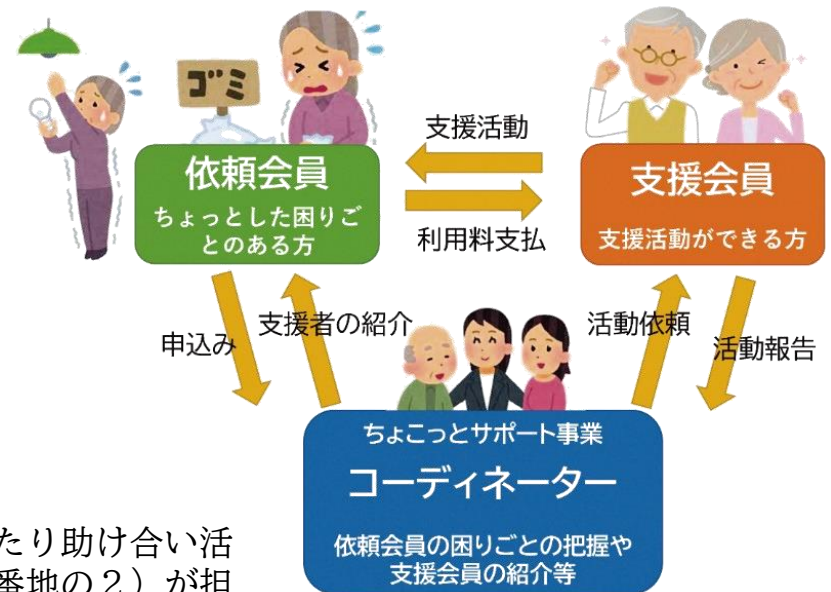 ゴミ
依頼会員
ちょっとした困りご
とのある方
支援活動
利用料支払
支援会員
支援活動ができる方
申込み
支援者の紹介
活動依頼
活動報告
ちょこっとサポート事業
コーディネーター
依頼会員の困りごとの把握や
支援会員の紹介等
たり助け合い活
番地の２）が担